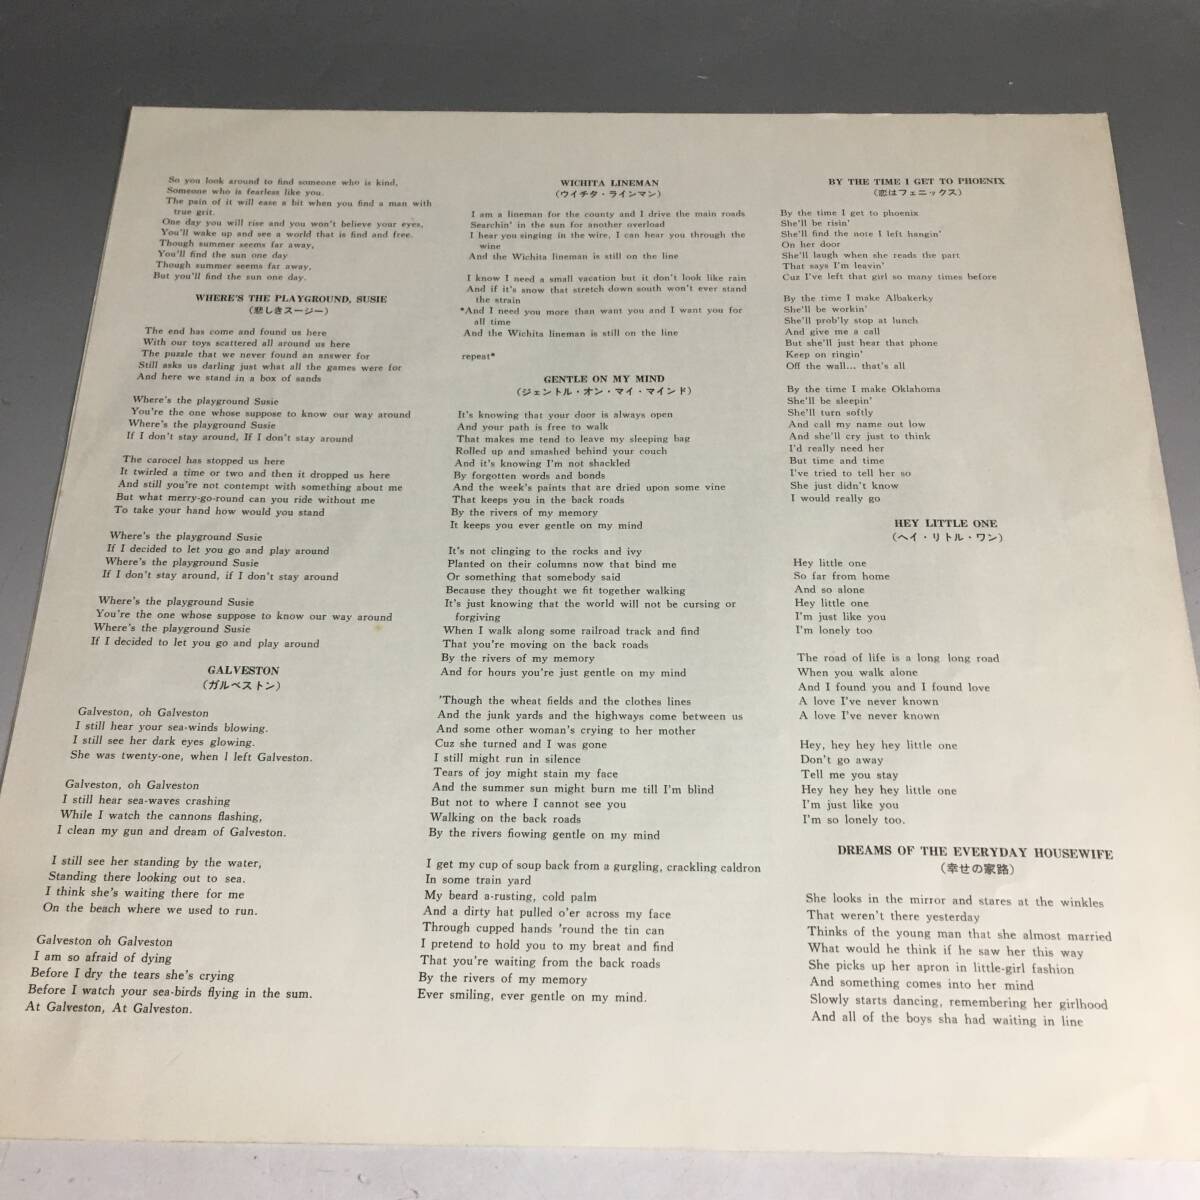 So you look around to find someone who is kind,
Someone who is fearless like you.
The pain of it will ease a bit when you find a man with
true grit.
One day you will rise and you won't believe your eyes,
You'll wake up and see a world that is find and free.
Though summer seems far away,
You'll find the sun one day
Though summer seems far away,
But you'll find the sun one day.
WHERE'S THE PLAYGROUND, SUSIE
(悲しきスージー)
The end has come and found us here
With our toys scattered all around us here
The puzzle that we never found an answer for
Still asks us darling just what all the games were for
And here we stand in a box of sands
Where's the playground Susie
You're the one whose suppose to know our way around
Where's the playground Susie
If I don't stay around, If I don't stay around
The carocel has stopped us here
It twirled a time or two and then it dropped us here
And still you're not contempt with something about me
But what merry-go-round can you ride without me
To take your hand how would you stand
Where's the playground Susie
If I decided to let you go and play around
Where's the playground Susie
If I don't stay around, if I don't stay around
Where's the playground Susie
You're the one whose suppose to know our way around
Where's the playground Susie
If I decided to let you go and play around
GALVESTON
(ガルベストン)
Galveston, oh Galveston
I still hear your sea-winds blowing.
I still see her dark eyes glowing.
She was twenty-one, when l left Galveston.
Galveston, oh Galveston
I still hear sea-waves crashing
While I watch the cannons flashing,
I clean my gun and dream of Galveston.
I still see her standing by the water,
Standing there looking out to sea.
I think she's waiting there for me
On the beach where we used to run.
Galveston oh Galveston
I am so afraid of dying
Before I dry the tears she's crying
Before I watch your sea-birds flying in the sum.
At Galveston, At Galveston.
WICHITA LINEMAN
(ウイチタ・ラインマン)
I am a lineman for the county and I drive the main roads
Searchin' in the sun for another overload
I hear you singing in the wire, I can hear you through the
wine
And the Wichita lineman is still on the line
I know I need a small vacation but it don't look like rain
And if it's snow that stretch down south won't ever stand
the strain
*And I need you more than want you and I want you for
all time
And the Wichita lineman is still on the line
repeat*
GENTLE ON MY MIND
(ジェントル・オン・マイ・マインド)
It's knowing that your door is always open
And your path is free to walk
That makes me tend to leave my sleeping bag
Rolled up and smashed behind your couch
And it's knowing I'm not shackled
By forgotten words and bonds
And the week's paints that are dried upon some vine
That keeps you in the back roads
By the rivers of my memory
It keeps you ever gentle on my mind
It's not clinging to the rocks and ivy
Planted on their columns now that bind me
Or something that somebody said
Because they thought we fit together walking
It's just knowing that the world will not be cursing or
forgiving
When I walk along some railroad track and find
That you're moving on the back roads
By the rivers of my memory
And for hours you're just gentle on my mind
'Though the wheat fields and the clothes lines
And the junk yards and the highways come between us
And some other woman's crying to her mother
Cuz she turned and I was gone
I still might run in silence
Tears of joy might stain my face
And the summer sun might burn me till I'm blind
But not to where I cannot see you
Walking on the back roads
By the rivers fiowing gentle on my mind
I get my cup of soup back from a gurgling, crackling caldron
In some train yard
My beard a-rusting, cold palm
And a dirty hat pulled o'er across my face
Through cupped hands 'round the tin can
I pretend to hold you to my breat and find
That you're waiting from the back roads
By the rivers of my memory
Ever smiling, ever gentle on my mind.
BY THE TIME I GET TO PHOENIX
(恋はフェニックス)
By the time I get to phoenix
She'll be risin'
She'll find the note I left hangin'
On her door
She'll laugh when she reads the part
That says I'm leavin'
Cuz I've left that girl so many times before
By the time I make Albakerky
She'll be workin'
She'll prob'ly stop at lunch
And give me a call
But she'll just hear that phone
Keep on ringin'
Off the wall... that's all
By the time I make Oklahoma
She'll be sleepin'
She'll turn softly
And call my name out low
And she'll cry just to think
I'd really need her
But time and time
I've tried to tell her so
She just didn't know
I would really go
HEY LITTLE ONE
(ヘイ・リトル・ワン)
Hey little one
So far from home
And so alone
Hey little one
I'm just like you
I'm lonely too
The road of life is a long long road
When you walk alone
And I found you and I found love
A love I've never known
A love I've never known
Hey, hey hey hey little one
Don't go away
Tell me you stay
Hey hey hey hey little one
I'm just like you
I'm so lonely too.
DREAMS OF THE EVERYDAY HOUSEWIFE
(幸せの家路)
She looks in the mirror and stares at the winkles
That weren't there yesterday
Thinks of the young man that she almost married
What would he think if he saw her this way
She picks up her apron in little-girl fashion
And something comes into her mind
Slowly starts dancing, remembering her girlhood
And all of the boys sha had waiting in line